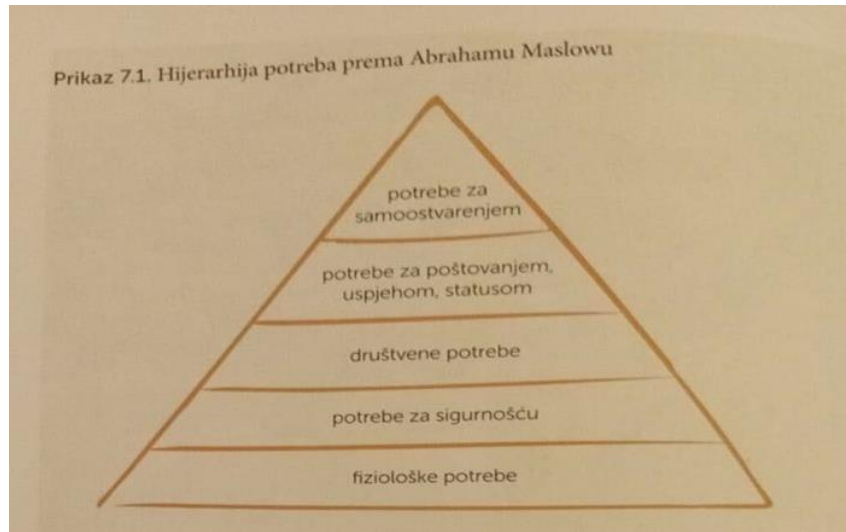 Prikaz 7.1. Hijerarhija potreba prema Abrahamu Maslowu
potrebe za
samoostvarenjem
potrebe za poštovanjem,
uspjehom, statusom
društvene potrebe
potrebe za sigurnošću
fiziološke potrebe